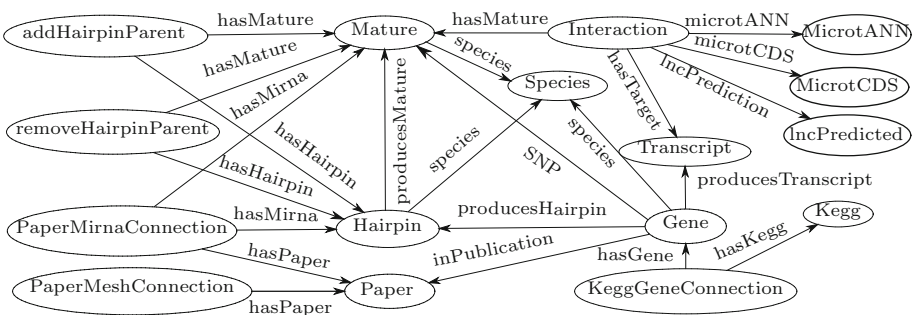 addHairpinParent
hasMature
Mature
hasMature
Interaction
microtANN
MicrotANN
microtCDS
MicrotCDS
lncPrediction
lncPredicted
hasMature
hasMirna
species
Species
hasTarget
removeHairpinParent
hasHairpin
producesMature
species
SNP
species
Transcript
hasHairpin
producesTranscript
PaperMirnaConnection
hasMirna
Hairpin
producesHairpin
Gene
Kegg
hasPaper
inPublication
hasGene
hasKegg
PaperMeshConnection
hasPaper
Paper
KeggGeneConnection